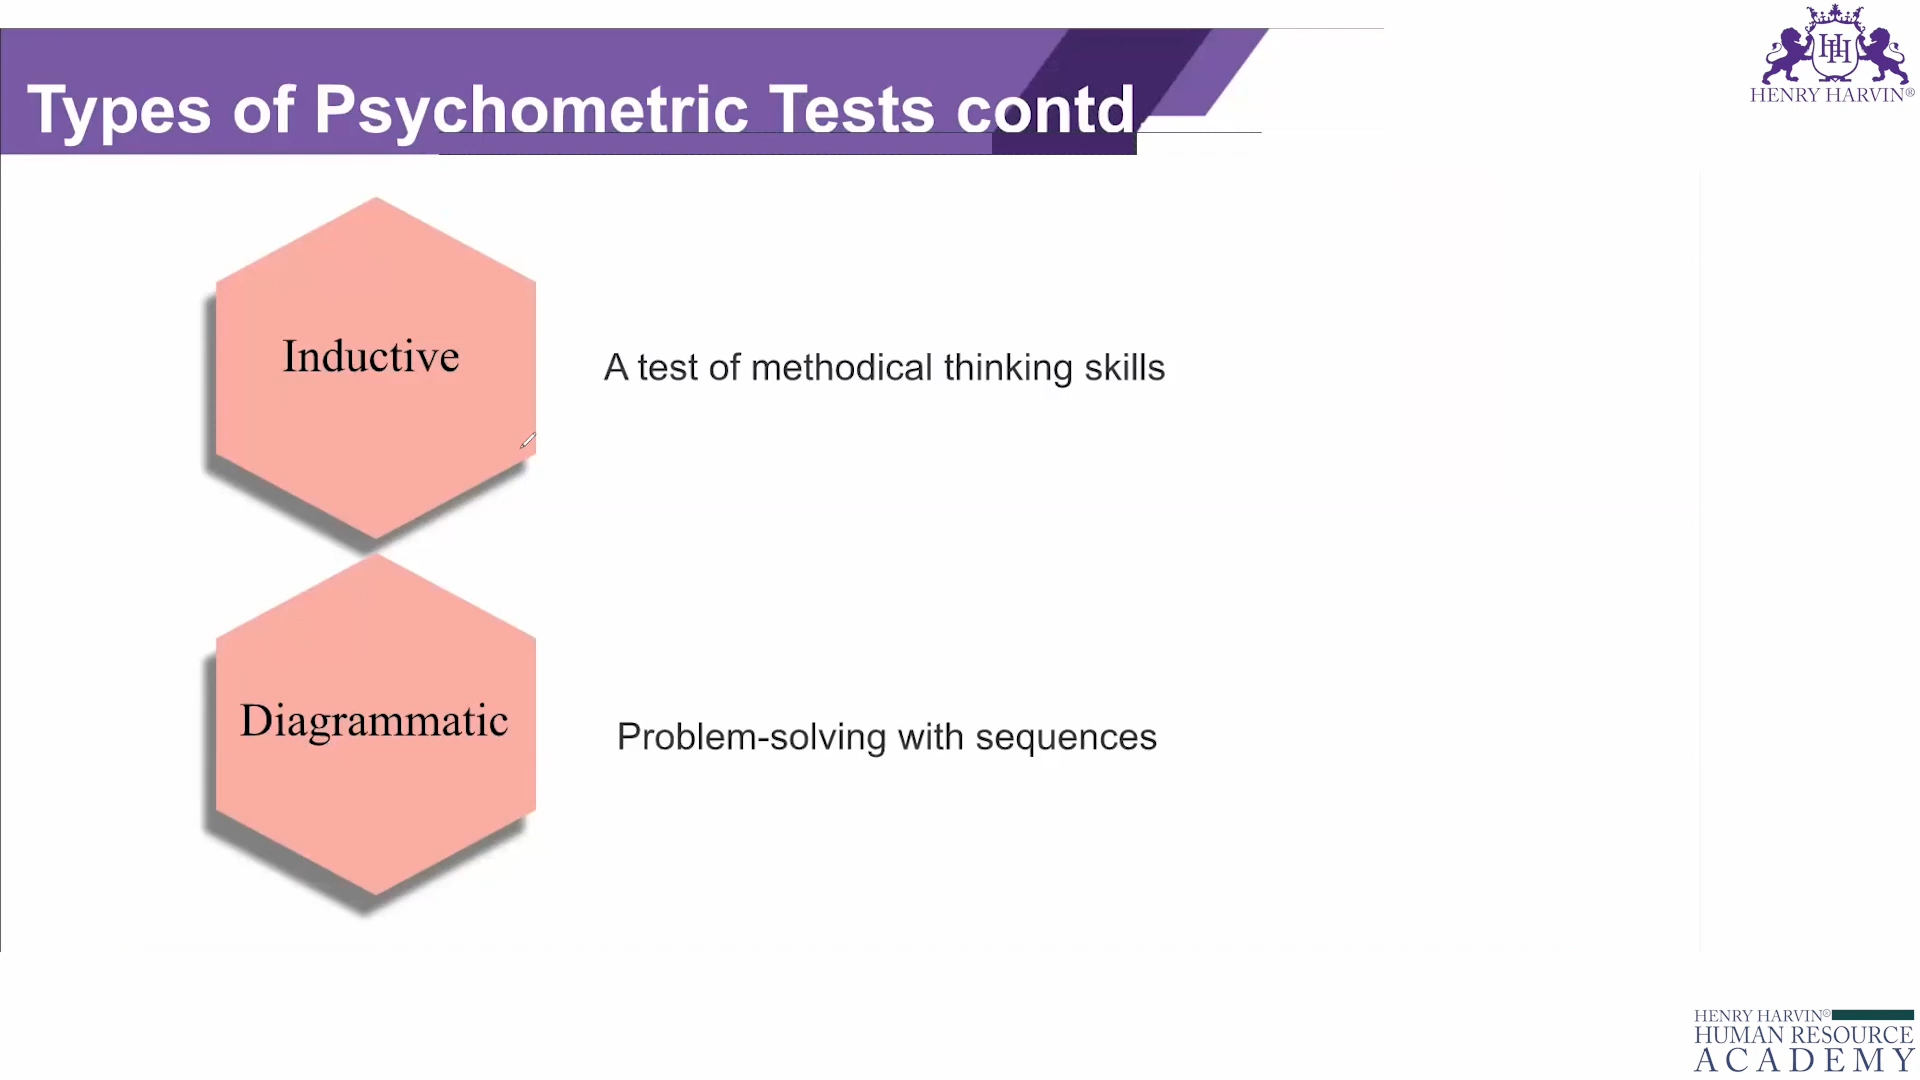 Types of Psychometric Tests contd
HENRY HARVIN®
Inductive
A test of methodical thinking skills
Diagrammatic
Problem-solving with sequences
HENRY HARVIN®
HUMAN RESOURCE
ACADEMY